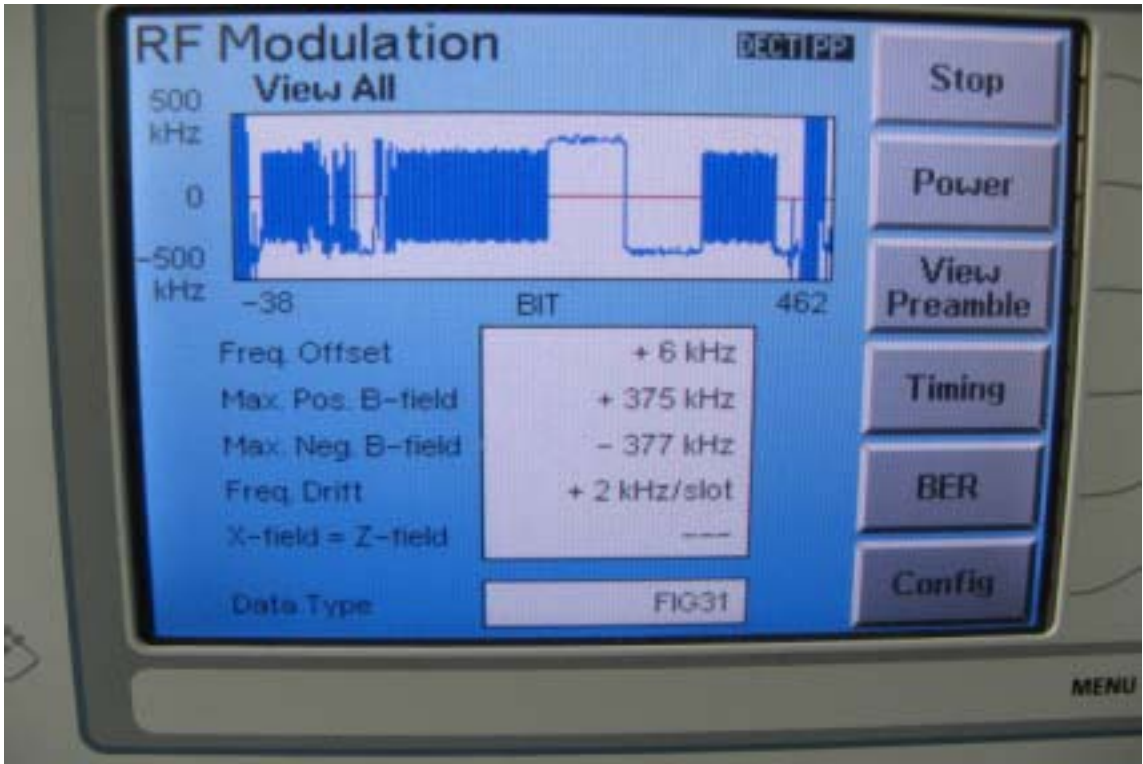 RF Modulation
DECT PP
View All
500
kHz
0
-500
kHz
-38
BIT
462
Freq. Offset
+ 6 kHz
Max. Pos. B-field
+ 375 kHz
Max. Neg. B-field
- 377 kHz
Freq. Drift
+ 2 kHz/slot
X-field = Z-field
---
Data Type
FIG31
Stop
Power
View
Preamble
Timing
BER
Config
MENU